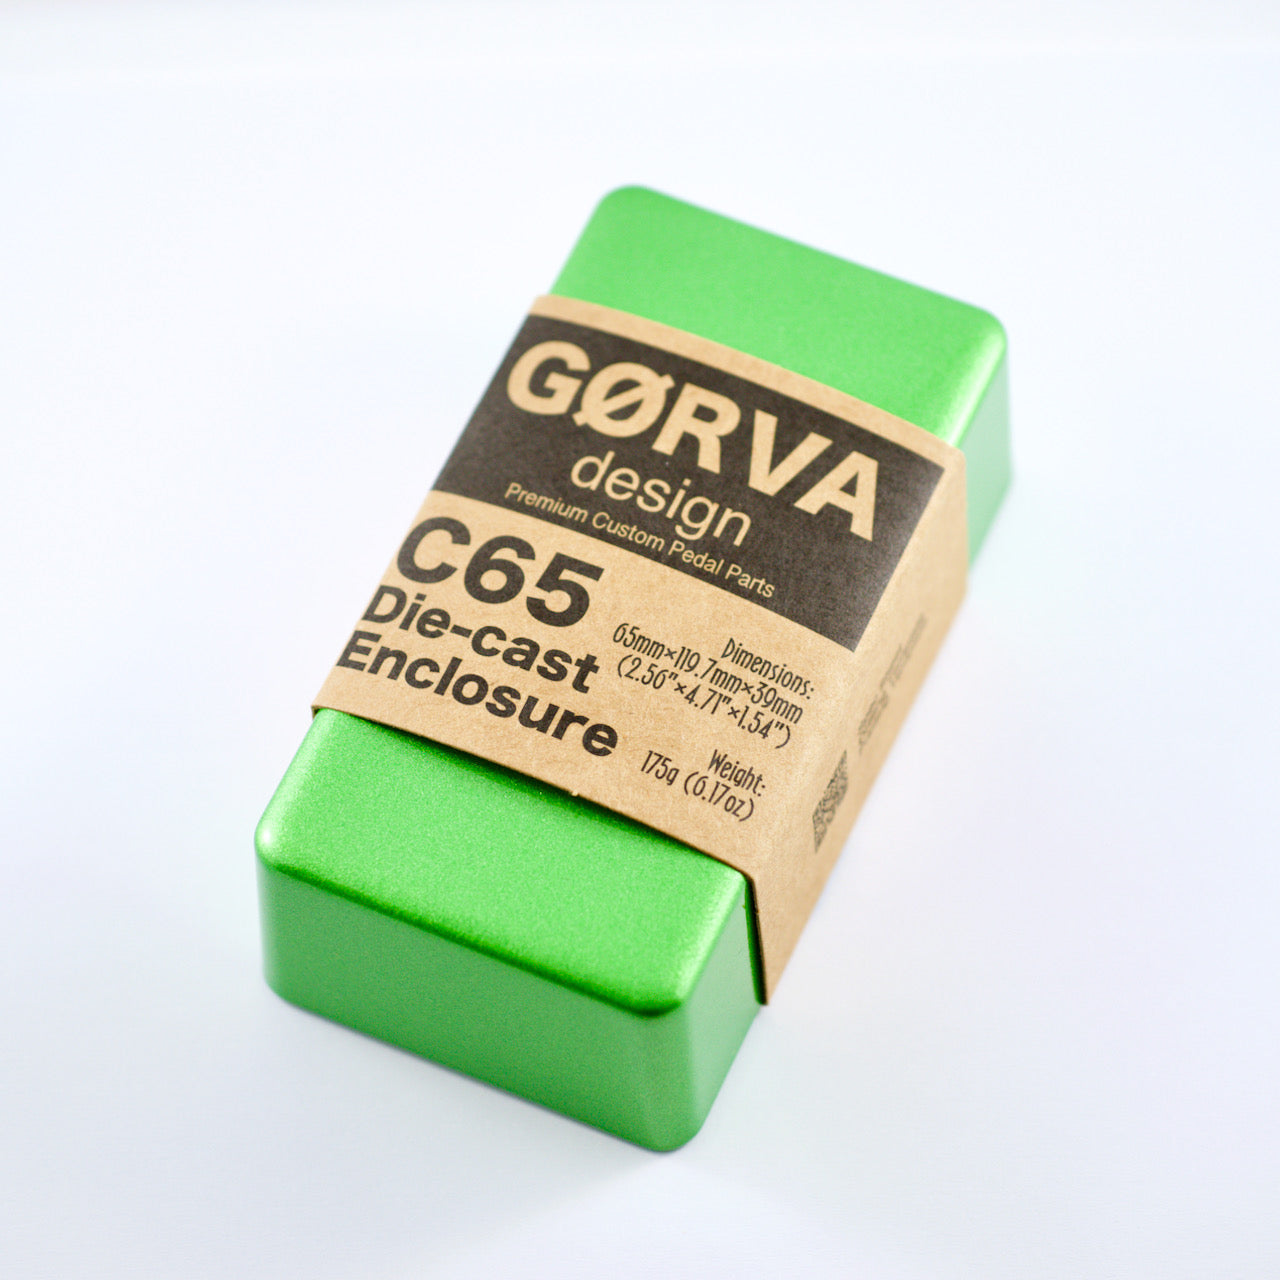 GØRVA
design
Premium Custom Pedal Parts
C65
Die-cast
Enclosure
Dimensions:
65mm×119.7mm×39mm
(2.56"×4.71"×1.54")
Weight:
175g (6.17oz)